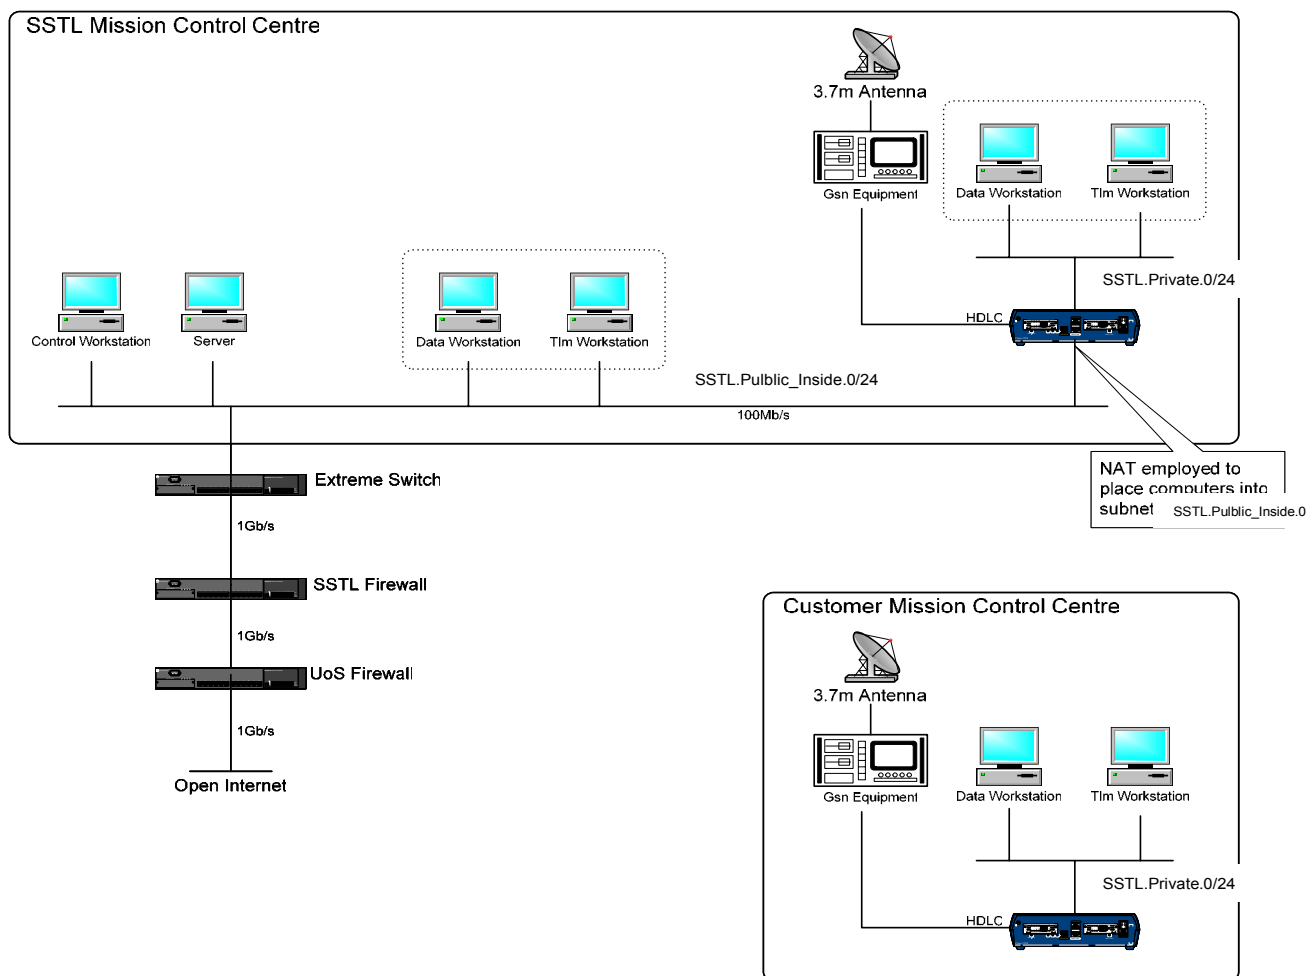 SSTL Mission Control Centre
3.7m Antenna
Gsn Equipment
Data Workstation
Tlm Workstation
SSTL.Private.0/24
HDLC
Control Workstation
Server
Data Workstation
Tlm Workstation
SSTL.Pulblic_Inside.0/24
100Mb/s
NAT employed to
place computers into
subnet SSTL.Pulblic_Inside.0
Extreme Switch
1Gb/s
SSTL Firewall
1Gb/s
UoS Firewall
1Gb/s
Open Internet
Customer Mission Control Centre
3.7m Antenna
Gsn Equipment
Data Workstation
Tlm Workstation
SSTL.Private.0/24
HDLC